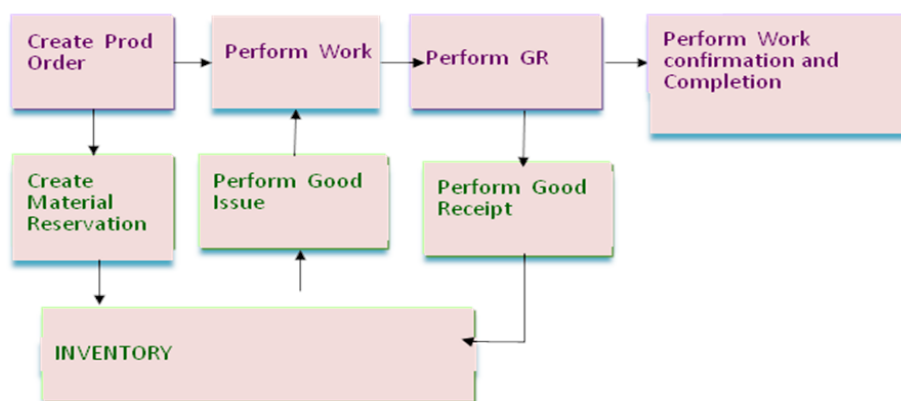 Create Prod
Order
Perform Work
Perform GR
Perform Work
confirmation and
Completion
Create
Material
Reservation
Perform Good
Issue
Perform Good
Receipt
INVENTORY